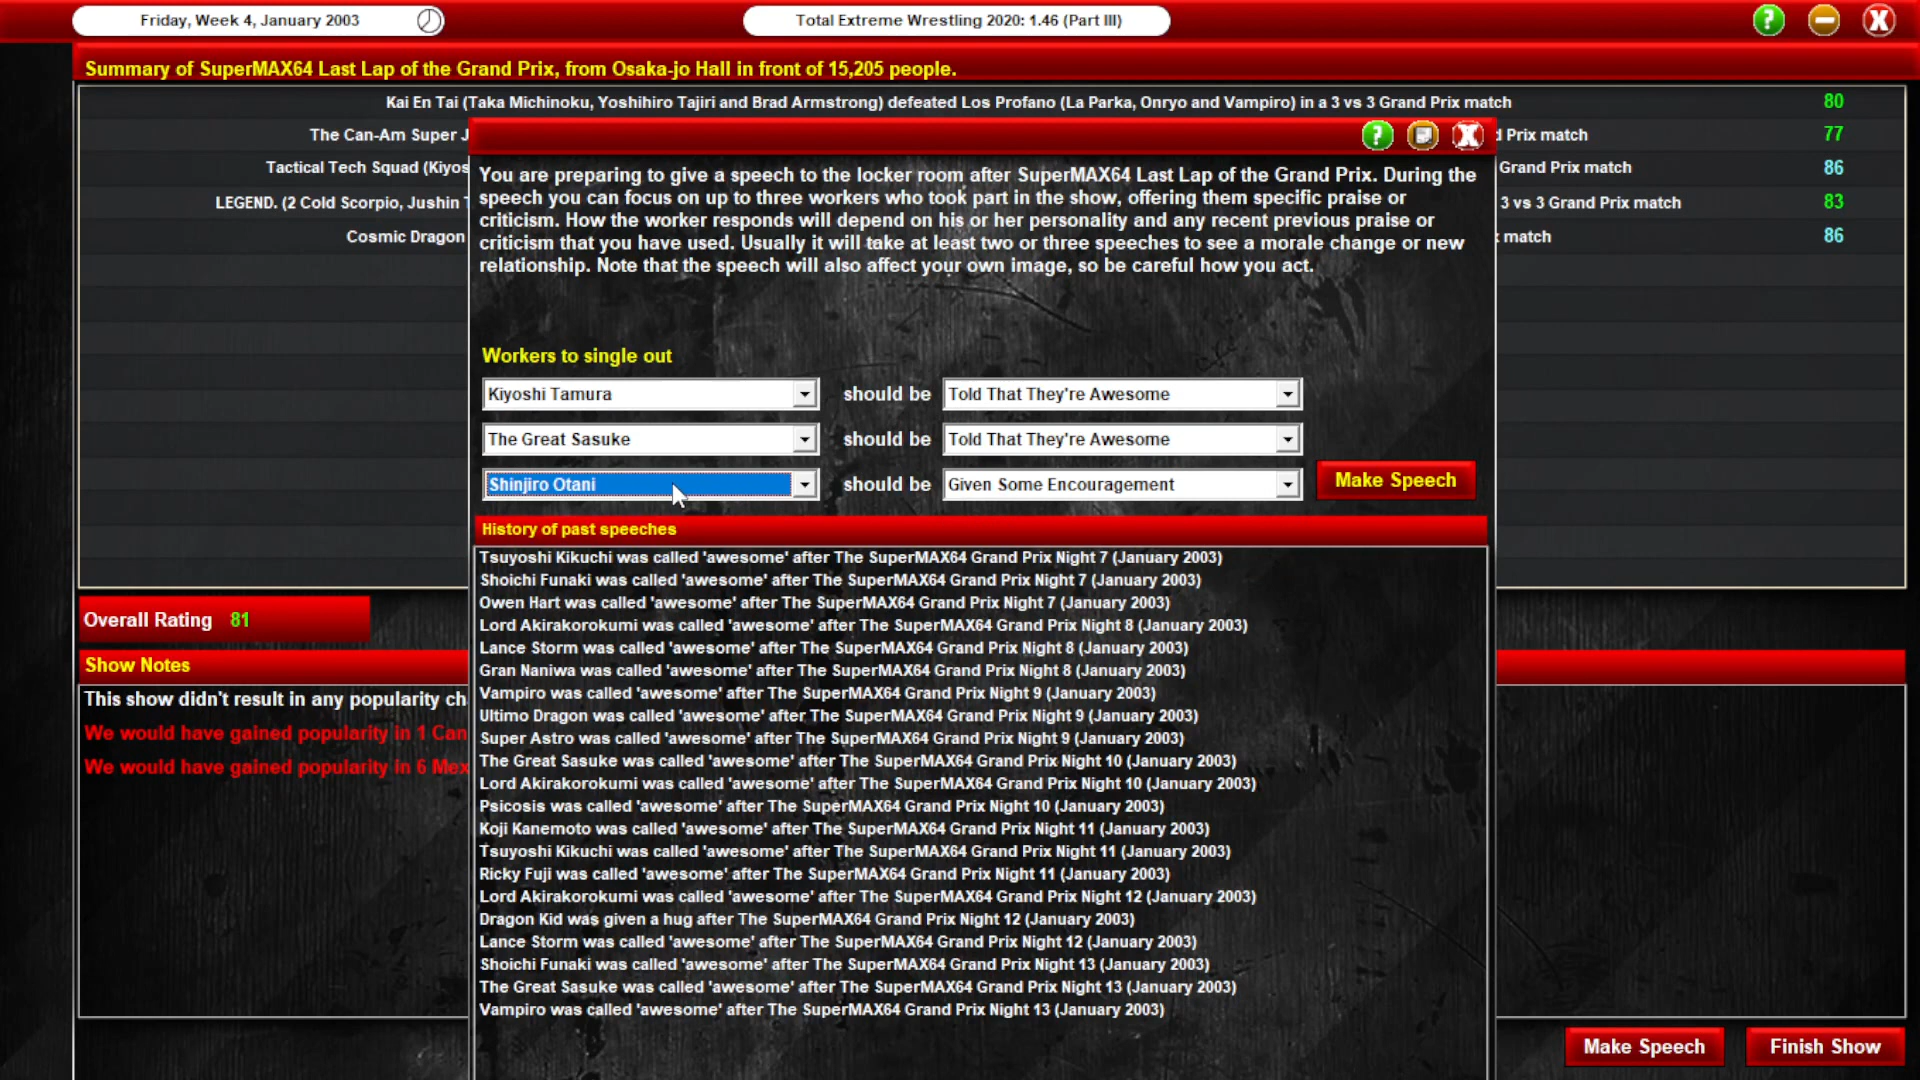 Friday, Week 4, January 2003
Total Extreme Wrestling 2020: 1.46 (Part III)
Summary of SuperMAX64 Last Lap of the Grand Prix, from Osaka-jo Hall in front of 15,205 people.
Kai En Tai (Taka Michinoku, Yoshihiro Tajiri and Brad Armstrong) defeated Los Profano (La Parka, Onryo and Vampiro) in a 3 vs 3 Grand Prix match 80
The Can-Am Super J
d Prix match 77
Tactical Tech Squad (Kiyos
Grand Prix match 86
LEGEND. (2 Cold Scorpio, Jushin
3 vs 3 Grand Prix match 83
Cosmic Dragon
match 86
You are preparing to give a speech to the locker room after SuperMAX64 Last Lap of the Grand Prix. During the
speech you can focus on up to three workers who took part in the show, offering them specific praise or
criticism. How the worker responds will depend on his or her personality and any recent previous praise or
criticism that you have used. Usually it will take at least two or three speeches to see a morale change or new
relationship. Note that the speech will also affect your own image, so be careful how you act.
Workers to single out
Kiyoshi Tamura should be Told That They're Awesome
The Great Sasuke should be Told That They're Awesome
Shinjiro Otani should be Given Some Encouragement Make Speech
History of past speeches
Tsuyoshi Kikuchi was called 'awesome' after The SuperMAX64 Grand Prix Night 7 (January 2003)
Shoichi Funaki was called 'awesome' after The SuperMAX64 Grand Prix Night 7 (January 2003)
Owen Hart was called 'awesome' after The SuperMAX64 Grand Prix Night 7 (January 2003)
Lord Akirakorokumi was called 'awesome' after The SuperMAX64 Grand Prix Night 8 (January 2003)
Lance Storm was called 'awesome' after The SuperMAX64 Grand Prix Night 8 (January 2003)
Gran Naniwa was called 'awesome' after The SuperMAX64 Grand Prix Night 8 (January 2003)
Vampiro was called 'awesome' after The SuperMAX64 Grand Prix Night 9 (January 2003)
Ultimo Dragon was called 'awesome' after The SuperMAX64 Grand Prix Night 9 (January 2003)
Super Astro was called 'awesome' after The SuperMAX64 Grand Prix Night 9 (January 2003)
The Great Sasuke was called 'awesome' after The SuperMAX64 Grand Prix Night 10 (January 2003)
Lord Akirakorokumi was called 'awesome' after The SuperMAX64 Grand Prix Night 10 (January 2003)
Psicosis was called 'awesome' after The SuperMAX64 Grand Prix Night 10 (January 2003)
Koji Kanemoto was called 'awesome' after The SuperMAX64 Grand Prix Night 11 (January 2003)
Tsuyoshi Kikuchi was called 'awesome' after The SuperMAX64 Grand Prix Night 11 (January 2003)
Ricky Fuji was called 'awesome' after The SuperMAX64 Grand Prix Night 11 (January 2003)
Lord Akirakorokumi was called 'awesome' after The SuperMAX64 Grand Prix Night 12 (January 2003)
Dragon Kid was given a hug after The SuperMAX64 Grand Prix Night 12 (January 2003)
Lance Storm was called 'awesome' after The SuperMAX64 Grand Prix Night 12 (January 2003)
Shoichi Funaki was called 'awesome' after The SuperMAX64 Grand Prix Night 13 (January 2003)
The Great Sasuke was called 'awesome' after The SuperMAX64 Grand Prix Night 13 (January 2003)
Vampiro was called 'awesome' after The SuperMAX64 Grand Prix Night 13 (January 2003)
Overall Rating 81
Show Notes
This show didn't result in any popularity ch
We would have gained popularity in 1 Can
We would have gained popularity in 6 Mex
Make Speech
Finish Show